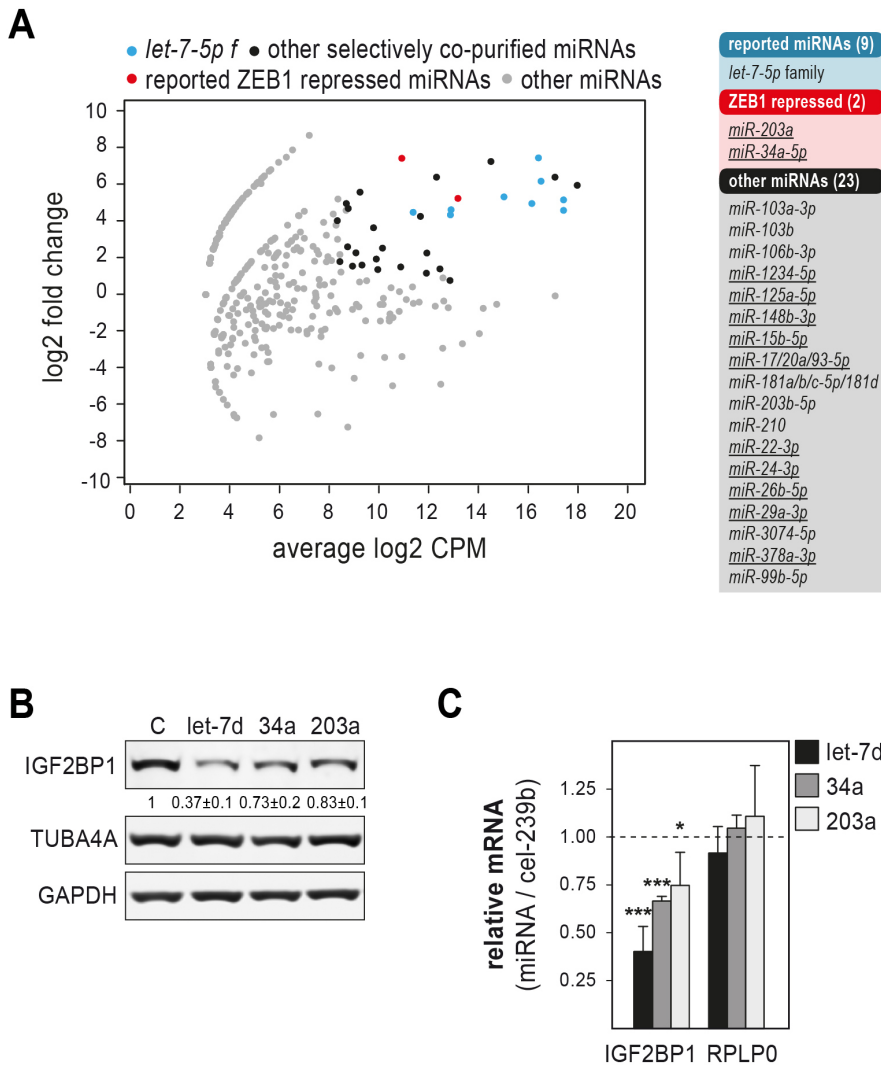 A
let-7-5p f other selectively co-purified miRNAs
reported ZEB1 repressed miRNAs other miRNAs
10
8
6
4
2
0
-2
-4
-6
-8
-10
log2 fold change
0 2 4 6 8 10 12 14 16 18 20
average log2 CPM
reported miRNAs (9)
let-7-5p family
ZEB1 repressed (2)
miR-203a
miR-34a-5p
other miRNAs (23)
miR-103a-3p
miR-103b
miR-106b-3p
miR-1234-5p
miR-125a-5p
miR-148b-3p
miR-15b-5p
miR-17/20a/93-5p
miR-181a/b/c-5p/181d
miR-203b-5p
miR-210
miR-22-3p
miR-24-3p
miR-26b-5p
miR-29a-3p
miR-3074-5p
miR-378a-3p
miR-99b-5p
B
C let-7d 34a 203a
IGF2BP1
1 0.37±0.1 0.73±0.2 0.83±0.1
TUBA4A
GAPDH
C
relative mRNA
(miRNA / cel-239b)
1.25
1.00
0.75
0.50
0.25
*** *** *
IGF2BP1 RPLP0
let-7d
34a
203a